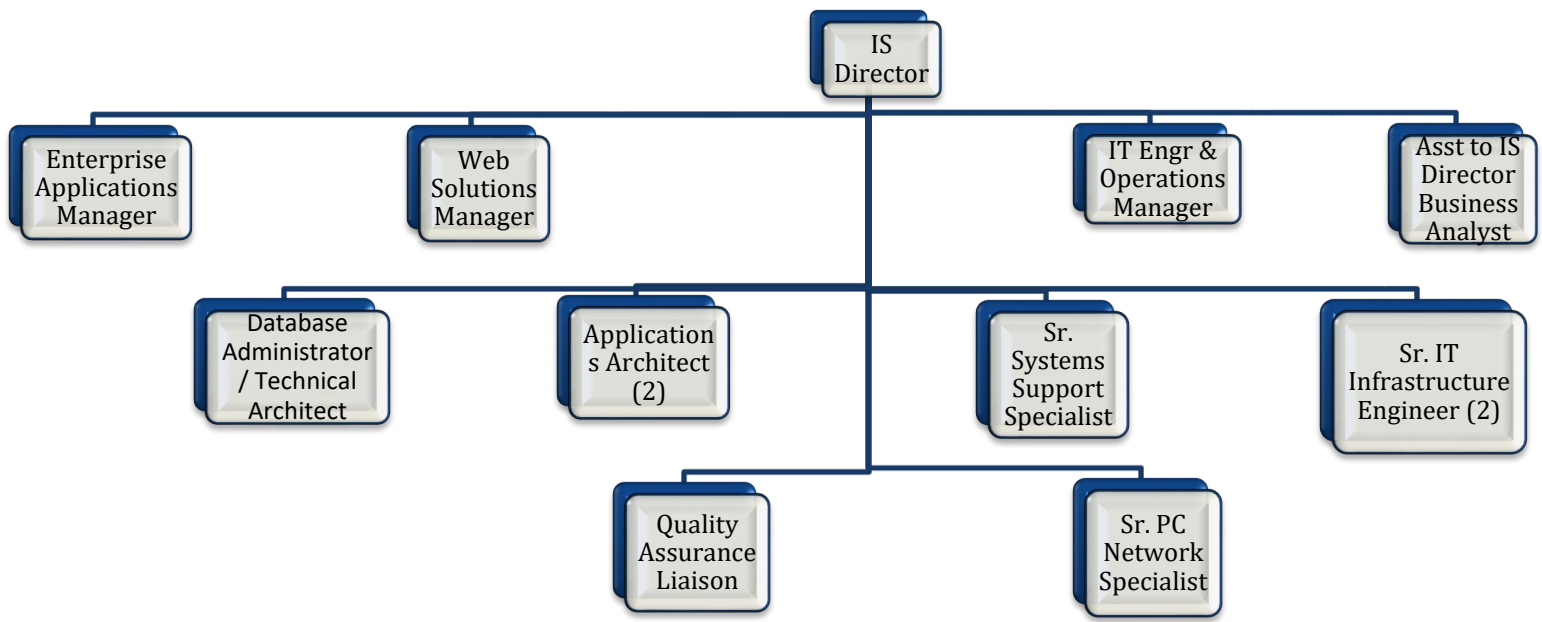 IS
Director
Enterprise
Applications
Manager
Web
Solutions
Manager
IT Engr &
Operations
Manager
Asst to IS
Director
Business
Analyst
Database
Administrator
/ Technical
Architect
Application
s Architect
(2)
Sr.
Systems
Support
Specialist
Sr. IT
Infrastructure
Engineer (2)
Quality
Assurance
Liaison
Sr. PC
Network
Specialist